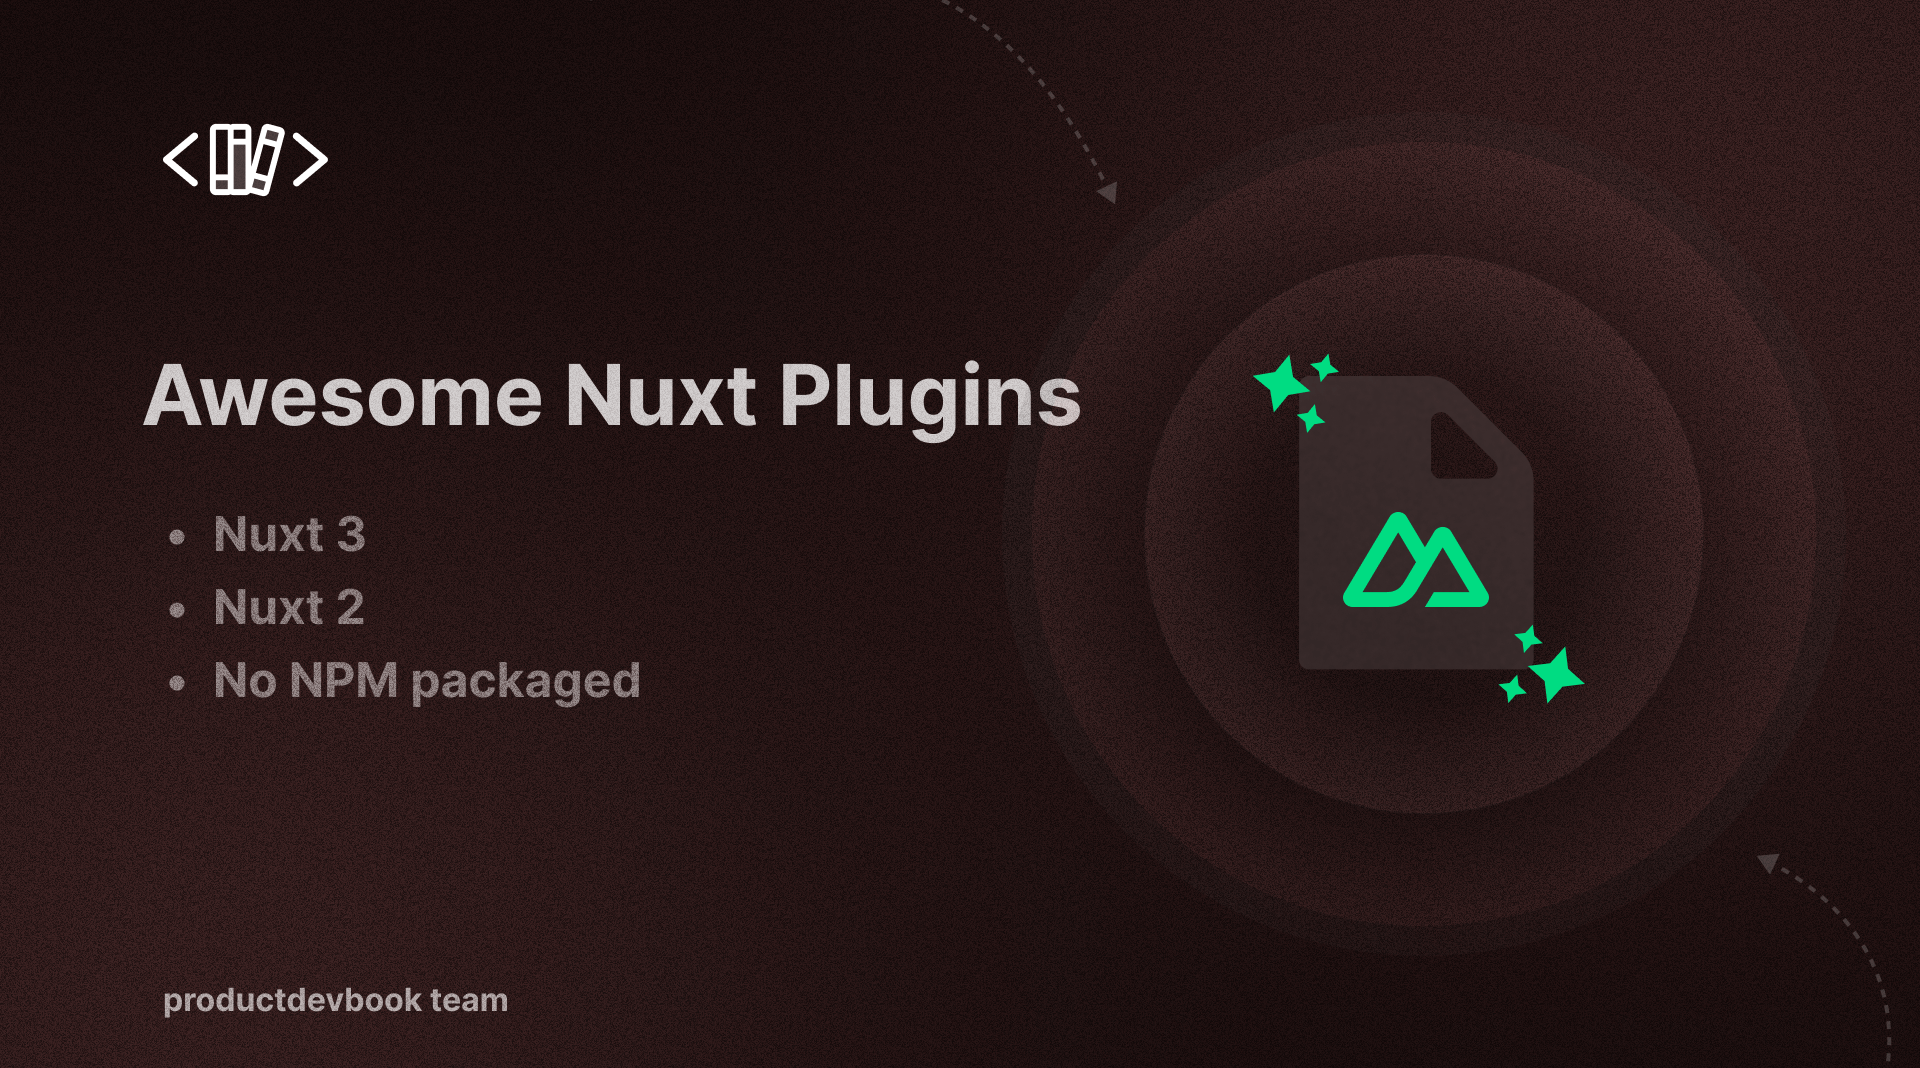 Awesome Nuxt Plugins
• Nuxt 3
• Nuxt 2
• No NPM packaged
productdevbook team